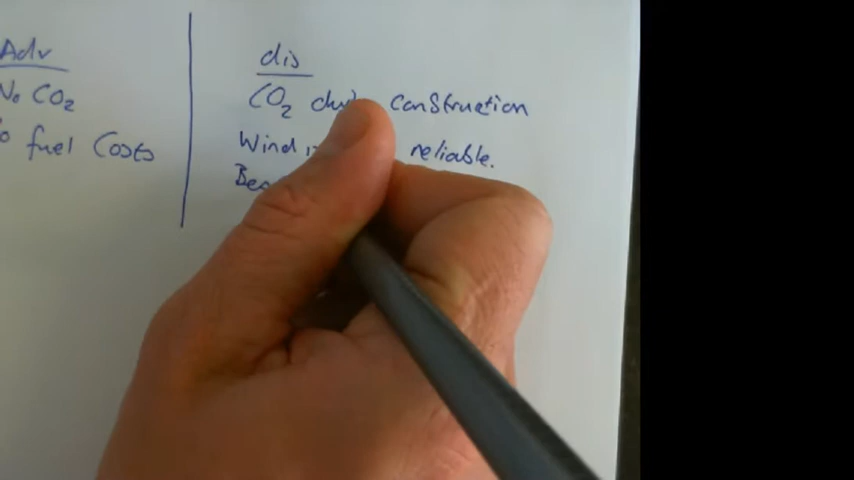 Adv
No CO2
fuel Costs
dis
CO2 construction
Wind reliable.